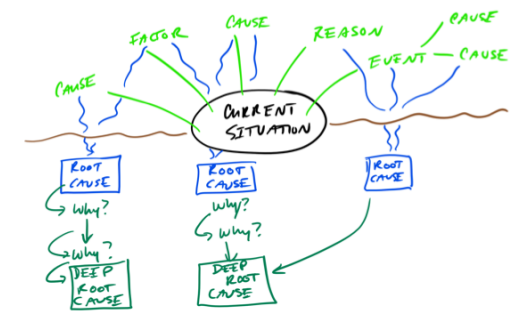 CAUSE
FACTOR
CAUSE
REASON
EVENT
CAUSE
CAUSE
CURRENT
SITUATION
ROOT
CAUSE
ROOT
CAUSE
ROOT
CAUSE
Why?
Why?
DEEP
ROOT
CAUSE
Why?
Why?
DEEP
ROOT
CAUSE